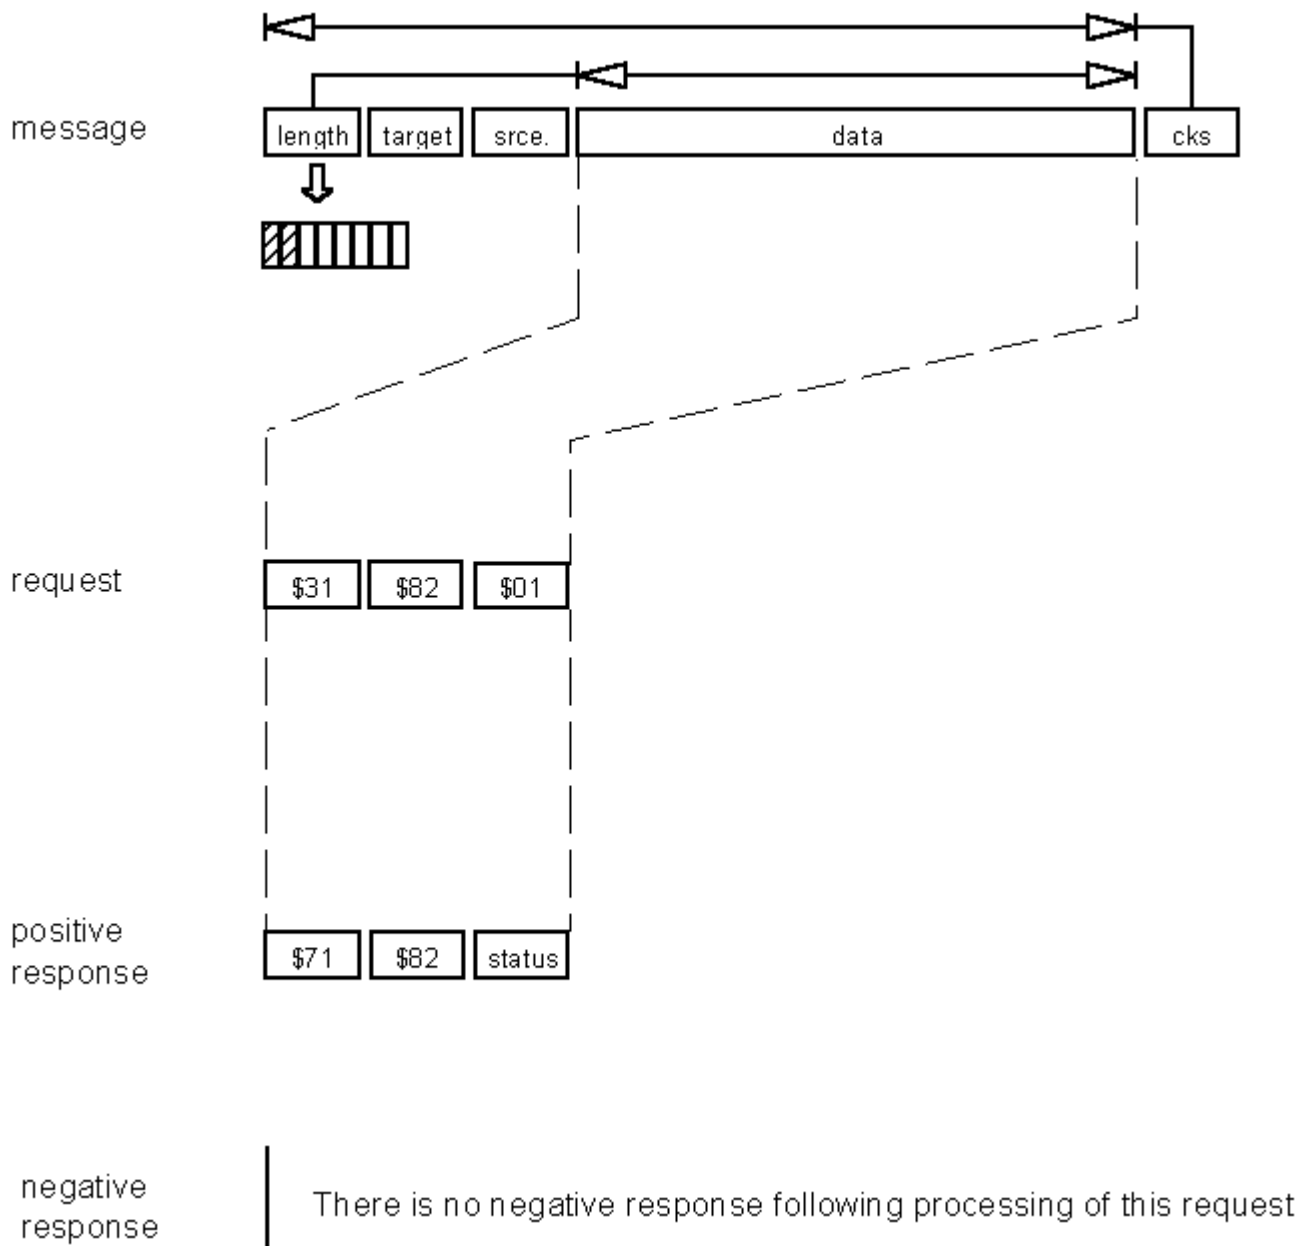 message
length target srce. data cks
request
$31 $82 $01
positive
response
$71 $82 status
negative
response
There is no negative response following processing of this request